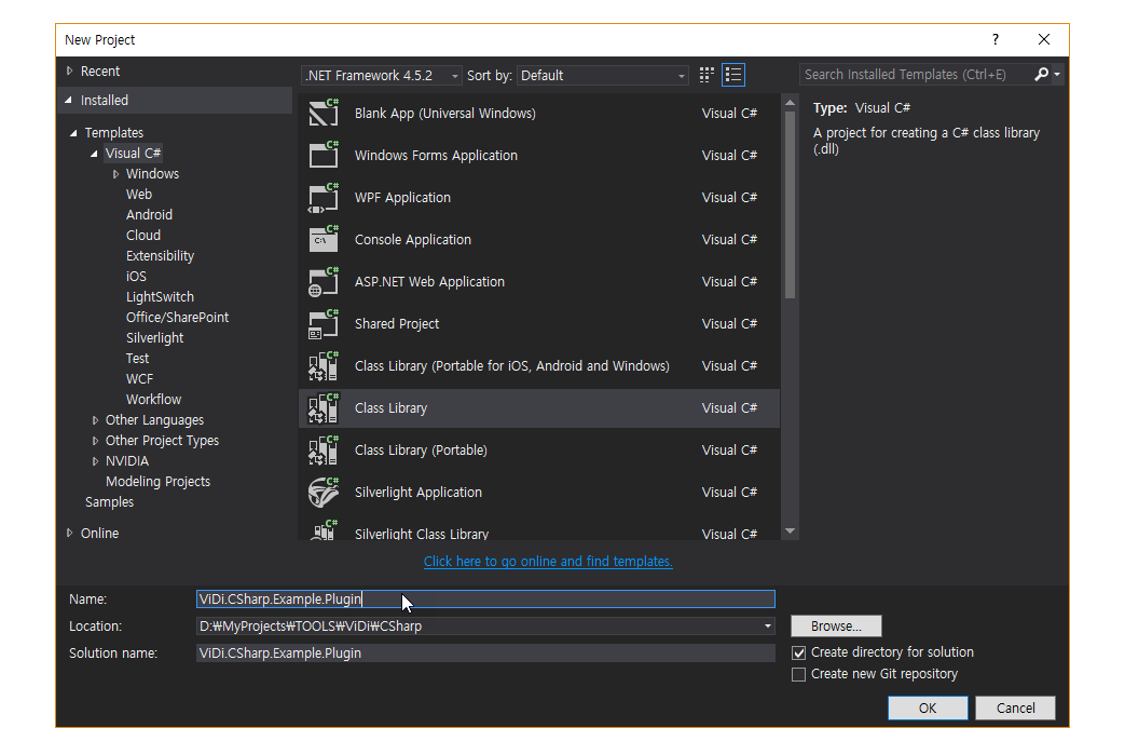 New Project
?
Recent
Installed
Templates
Visual C#
Windows
Web
Android
Cloud
Extensibility
iOS
LightSwitch
Office/SharePoint
Silverlight
Test
WCF
Workflow
Other Languages
Other Project Types
NVIDIA
Modeling Projects
Samples
Online
.NET Framework 4.5.2 Sort by: Default
Blank App (Universal Windows) Visual C#
Windows Forms Application Visual C#
WPF Application Visual C#
Console Application Visual C#
ASP.NET Web Application Visual C#
Shared Project Visual C#
Class Library (Portable for iOS, Android and Windows) Visual C#
Class Library Visual C#
Class Library (Portable) Visual C#
Silverlight Application Visual C#
Silverlight Class Library Visual C#
Click here to go online and find templates.
Search Installed Templates (Ctrl+E)
Type: Visual C#
A project for creating a C# class library
(.dll)
Name: ViDi.CSharp.Example.Plugin
Location: D:₩MyProjects₩TOOLS₩ViDi₩CSharp
Browse...
Solution name: ViDi.CSharp.Example.Plugin
Create directory for solution
Create new Git repository
OK Cancel